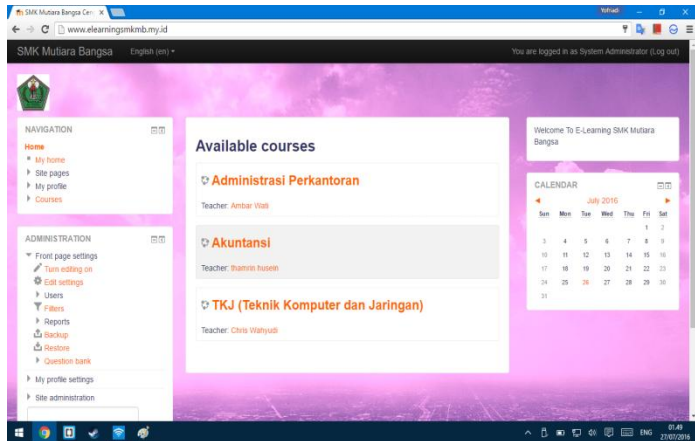 SMK Mutiara Bangsa Cen
Yofriadi
www.elearningsmkmb.my.id
SMK Mutiara Bangsa English (en)
You are logged in as System Administrator (Log out)
NAVIGATION
Home
My home
Site pages
My profile
Courses
ADMINISTRATION
Front page settings
Turn editing on
Edit settings
Users
Filters
Reports
Backup
Restore
Question bank
My profile settings
Site administration
Available courses
Administrasi Perkantoran
Teacher: Ambar Wati
Akuntansi
Teacher: thamrin husein
TKJ (Teknik Komputer dan Jaringan)
Teacher: Chris Wahyudi
Welcome To E-Learning SMK Mutiara
Bangsa
CALENDAR
July 2016
Sun Mon Tue Wed Thu Fri Sat
1 2
3 4 5 6 7 8 9
10 11 12 13 14 15 16
17 18 19 20 21 22 23
24 25 26 27 28 29 30
31
ENG
01.49
27/07/2016